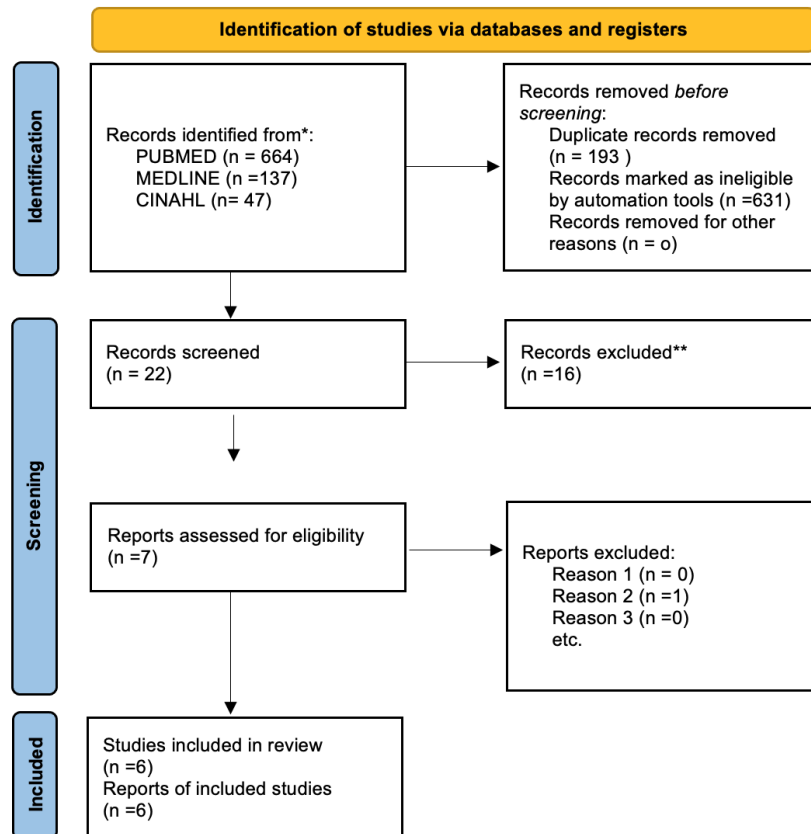 Identification of studies via databases and registers
Identification
Records identified from*:
PUBMED (n = 664)
MEDLINE (n =137)
CINAHL (n= 47)
Records removed before
screening:
Duplicate records removed
(n = 193 )
Records marked as ineligible
by automation tools (n =631)
Records removed for other
reasons (n = o)
Screening
Records screened
(n = 22)
Records excluded**
(n =16)
Reports assessed for eligibility
(n =7)
Reports excluded:
Reason 1 (n = 0)
Reason 2 (n =1)
Reason 3 (n =0)
etc.
Included
Studies included in review
(n =6)
Reports of included studies
(n =6)